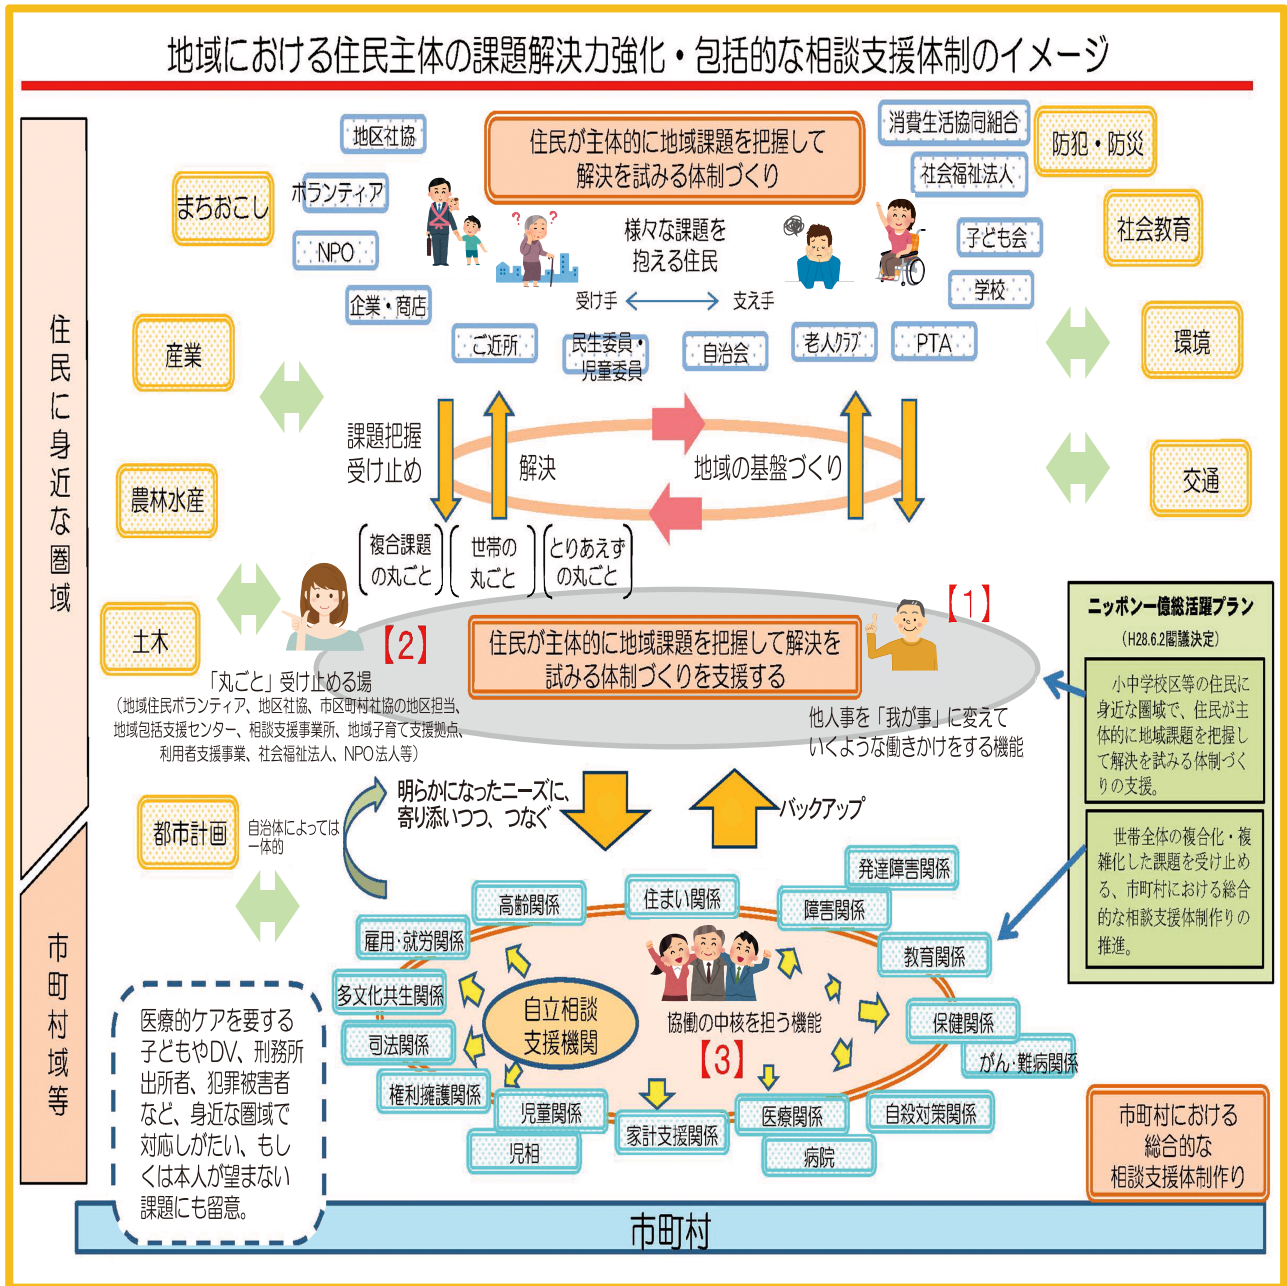 地域における住民主体の課題解決力強化・包括的な相談支援体制のイメージ
住民に身近な圏域
市町村域等
住民が主体的に地域課題を把握して
解決を試みる体制づくり
地区社協
ボランティア
NPO
企業・商店
まちおこし
消費生活協同組合
社会福祉法人
防犯・防災
社会教育
子ども会
学校
様々な課題を
抱える住民
受け手
支え手
ご近所
民生委員・
児童委員
自治会
老人クラブ
PTA
産業
環境
農林水産
交通
土木
都市計画
課題把握
受け止め
解決
地域の基盤づくり
複合課題
の丸ごと
世帯の
丸ごと
とりあえず
の丸ごと
【1】
【2】
住民が主体的に地域課題を把握して解決を
試みる体制づくりを支援する
「丸ごと」受け止める場
(地域住民ボランティア、地区社協、市区町村社協の地区担当、
地域包括支援センター、相談支援事業所、地域子育て支援拠点、
利用者支援事業、社会福祉法人、NPO法人等)
他人事を「我が事」に変えて
いくような働きかけをする機能
ニッポン一億総活躍プラン
(H28.6.2閣議決定)
小中学校区等の住民に
身近な圏域で、住民が主
体的に地域課題を把握し
て解決を試みる体制づく
りの支援。
世帯全体の複合化・複
雑化した課題を受け止め
る、市町村における総合
的な相談支援体制作りの
推進。
明らかになったニーズに、
寄り添いつつ、つなぐ
バックアップ
自治体によっては
一体的
高齢関係
住まい関係
障害関係
発達障害関係
雇用・就労関係
教育関係
多文化共生関係
保健関係
司法関係
がん・難病関係
権利擁護関係
自殺対策関係
児童関係
児相
家計支援関係
医療関係
病院
自立相談
支援機関
協働の中核を担う機能
【3】
医療的ケアを要する
子どもやDV、刑務所
出所者、犯罪被害者
など、身近な圏域で
対応しがたい、もし
くは本人が望まない
課題にも留意。
市町村における
総合的な
相談支援体制作り
市町村